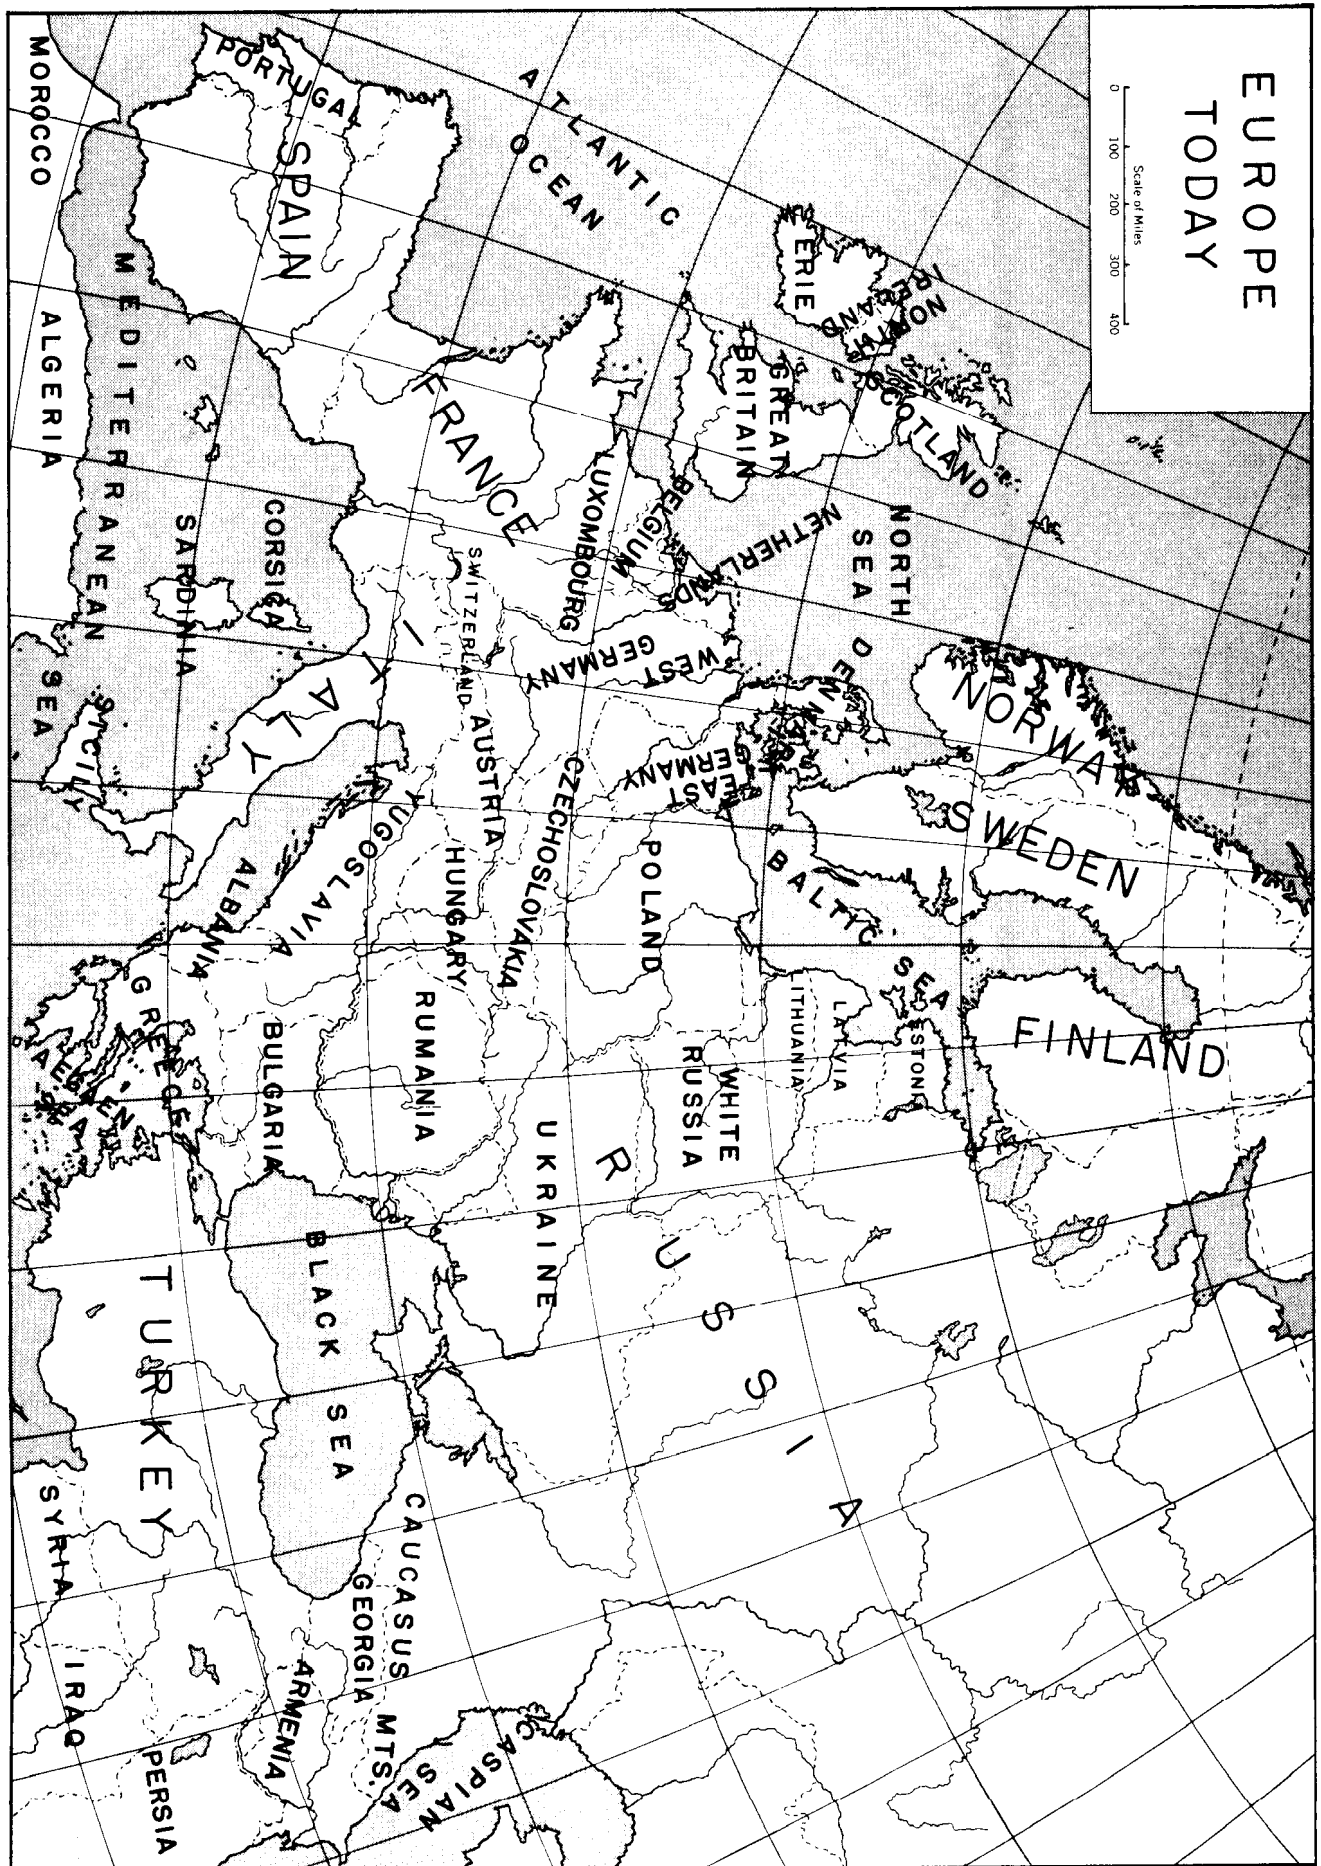 EUROPE
TODAY
0 100 200 300 400
Scale of Miles
ATLANTIC
OCEAN
NORTH
IRELAND
ERIE
SCOTLAND
GREAT
BRITAIN
NORTH
SEA
NORWAY
SWEDEN
FINLAND
BALTIC
SEA
ESTONIA
LATVIA
LITHUANIA
WHITE
RUSSIA
RUSSIA
NETHERLANDS
BELGIUM
LUXOMBOURG
WEST
GERMANY
EAST
GERMANY
POLAND
CZECHOSLOVAKIA
UKRAINE
FRANCE
SWITZERLAND
AUSTRIA
HUNGARY
RUMANIA
PORTUGAL
SPAIN
ITALY
YUGOSLAVIA
ALBANIA
BULGARIA
GREECE
AEGEAN
SEA
BLACK
SEA
CAUCASUS MTS.
GEORGIA
ARMENIA
CASPIAN
SEA
CORSICA
SARDINIA
SICILY
MEDITERRANEAN
SEA
TURKEY
MOROCCO
ALGERIA
SYRIA
IRAQ
PERSIA